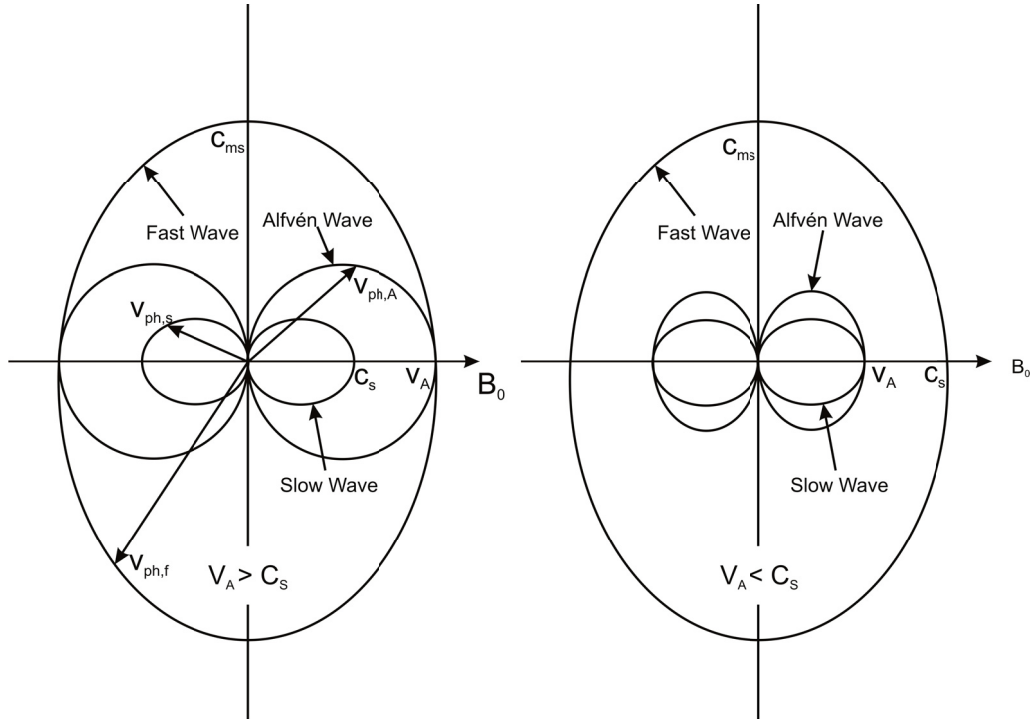 C_ms
Fast Wave
Alfvén Wave
V_ph,A
V_ph,s
C_s
V_A
B_0
Slow Wave
V_ph,f
V_A > C_S
C_ms
Fast Wave
Alfvén Wave
V_A
C_s
B_0
Slow Wave
V_A < C_S